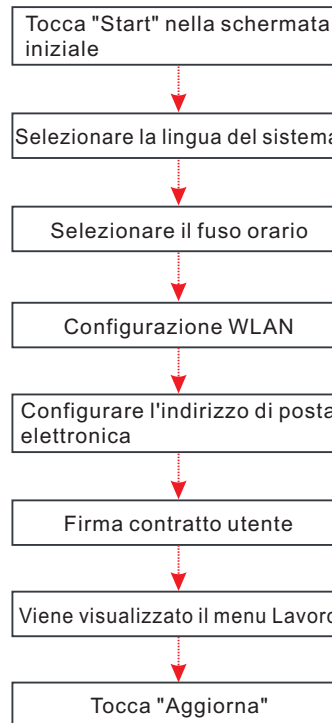 Tocca "Start" nella schermata
iniziale
Selezionare la lingua del sistema
Selezionare il fuso orario
Configurazione WLAN
Configurare l'indirizzo di posta
elettronica
Firma contratto utente
Viene visualizzato il menu Lavoro
Tocca "Aggiorna"